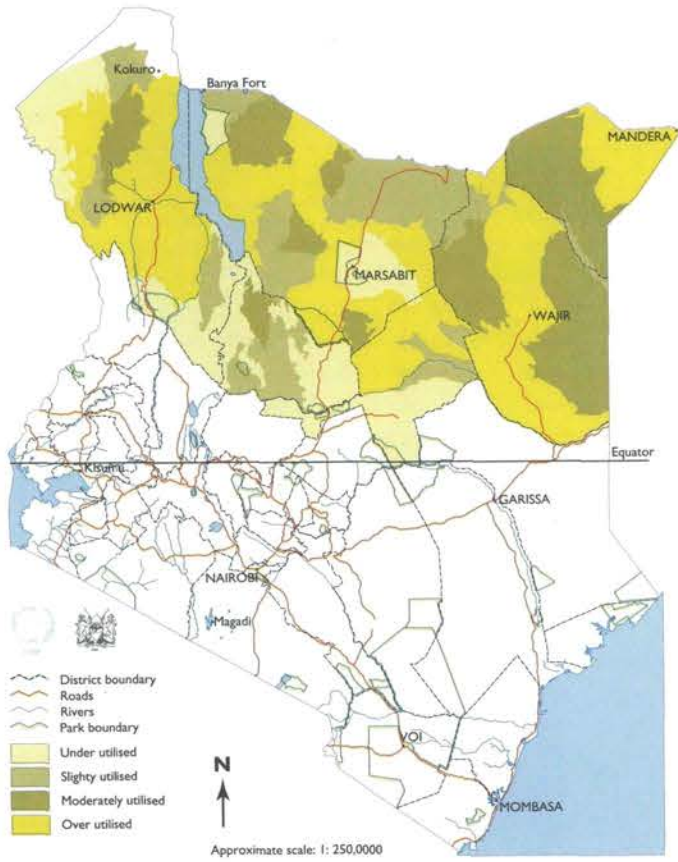 Kokuro
Banya Fort
MANDERA
LODWAR
MARSABIT
WAJIR
Equator
Kisumu
GARISSA
NAIROBI
Magadi
District boundary
Roads
Rivers
Park boundary
Under utilised
Slighty utilised
Moderately utilised
Over utilised
N
VOI
MOMBASA
Approximate scale: 1: 250,0000